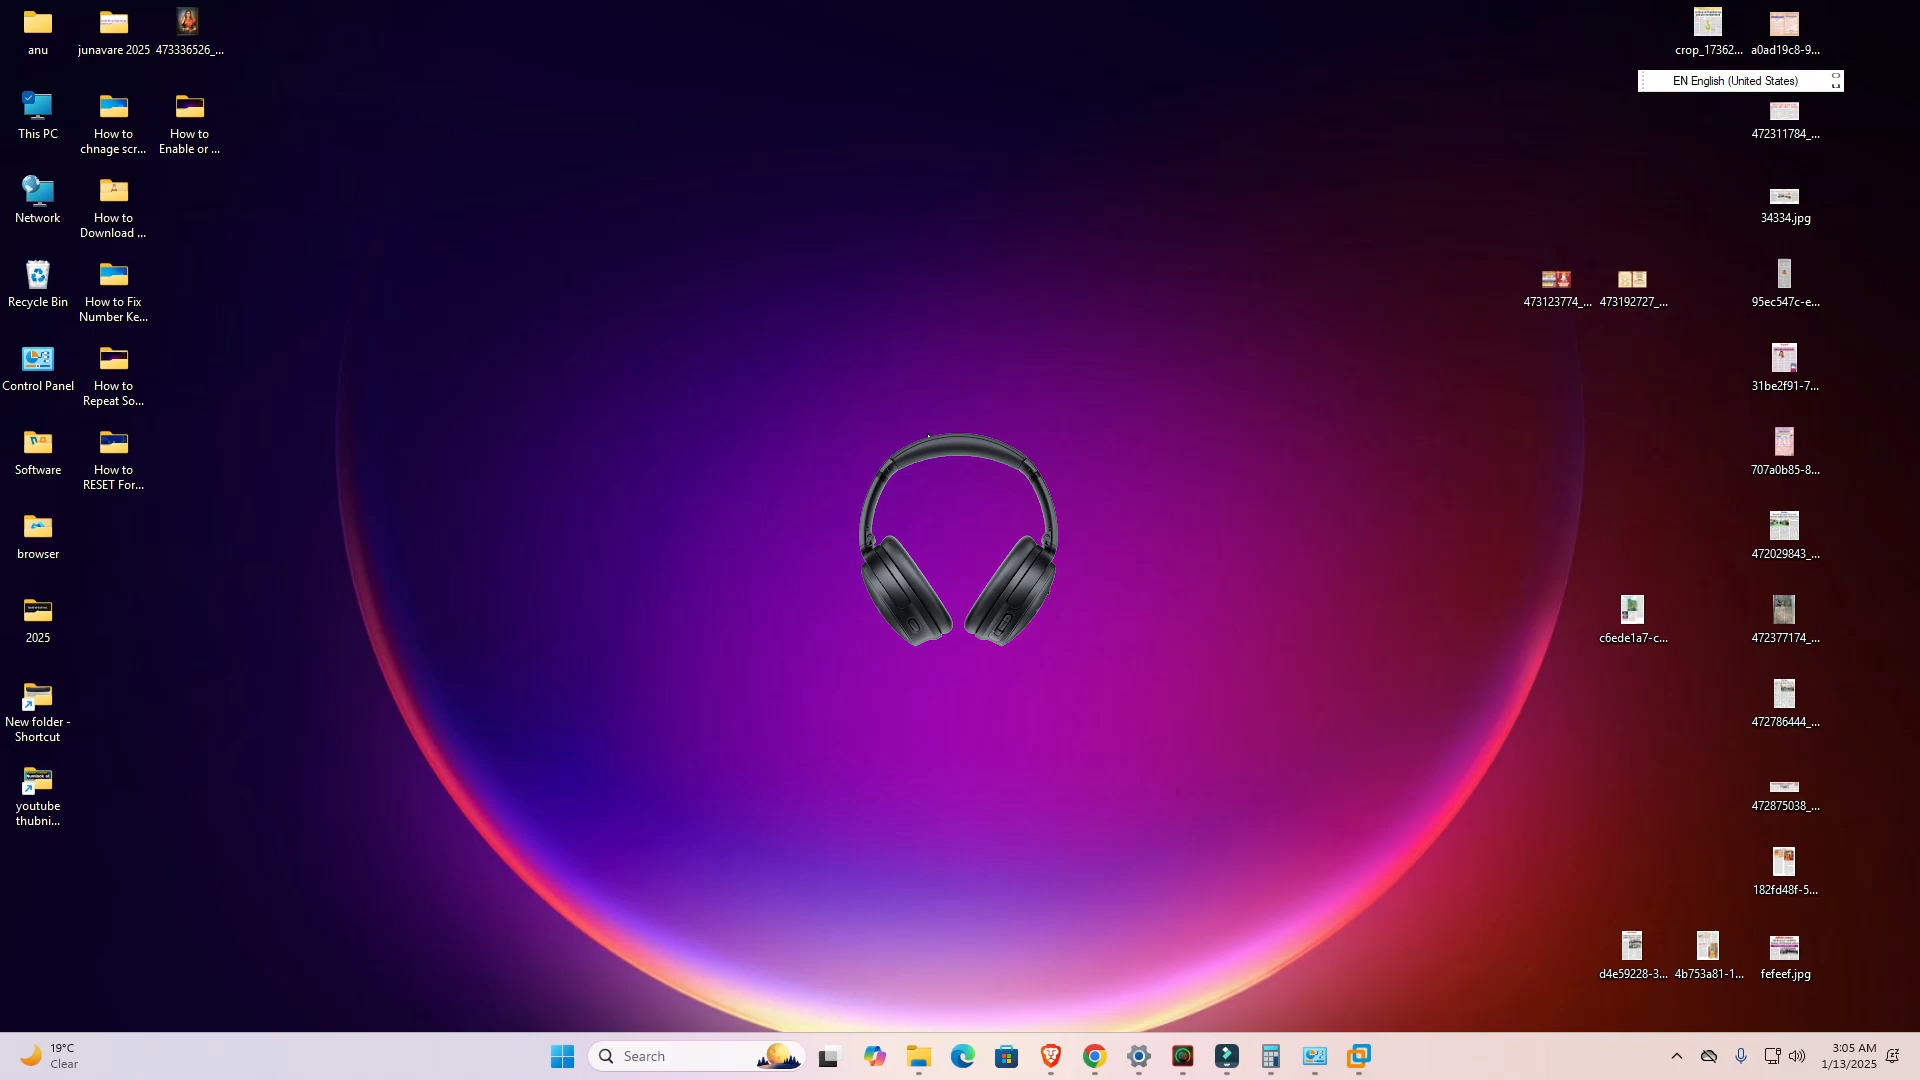 anu
junavare 2025
473336526_...
This PC
How to
chnage scr...
How to
Enable or ...
Network
How to
Download ...
Recycle Bin
How to Fix
Number Ke...
Control Panel
How to
Repeat So...
Software
How to
RESET For...
browser
2025
New folder -
Shortcut
youtube
thubni...
crop_17362...
a0ad19c8-9...
EN English (United States)
472311784_...
34334.jpg
473123774_...
473192727_...
95ec547c-e...
31be2f91-7...
707a0b85-8...
472029843_...
c6ede1a7-c...
472377174_...
472786444_...
472875038_...
182fd48f-5...
d4e59228-3...
4b753a81-1...
fefeef.jpg
19°C
Clear
Search
3:05 AM
1/13/2025